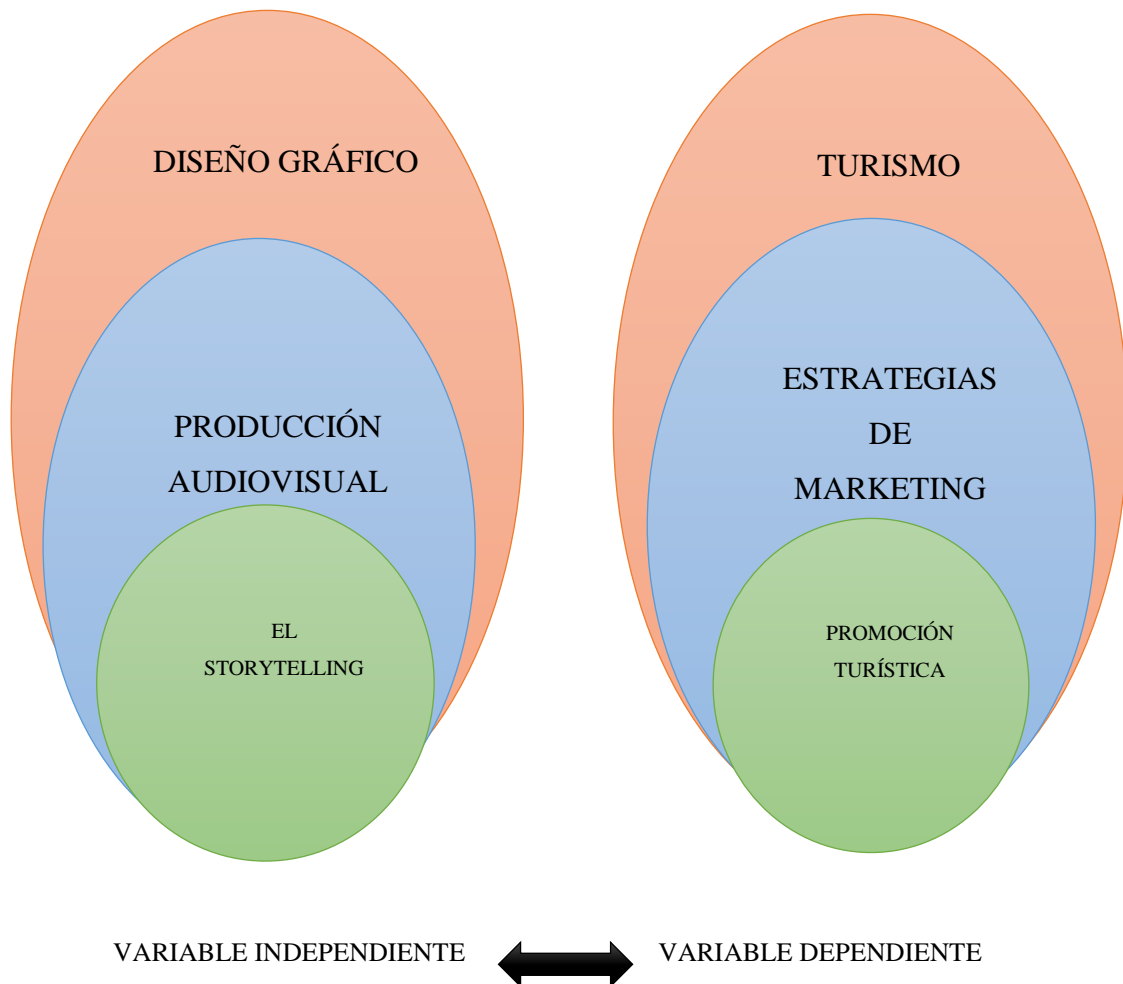 DISEÑO GRÁFICO
PRODUCCIÓN
AUDIOVISUAL
EL
STORYTELLING
TURISMO
ESTRATEGIAS
DE
MARKETING
PROMOCIÓN
TURÍSTICA
VARIABLE INDEPENDIENTE
VARIABLE DEPENDIENTE